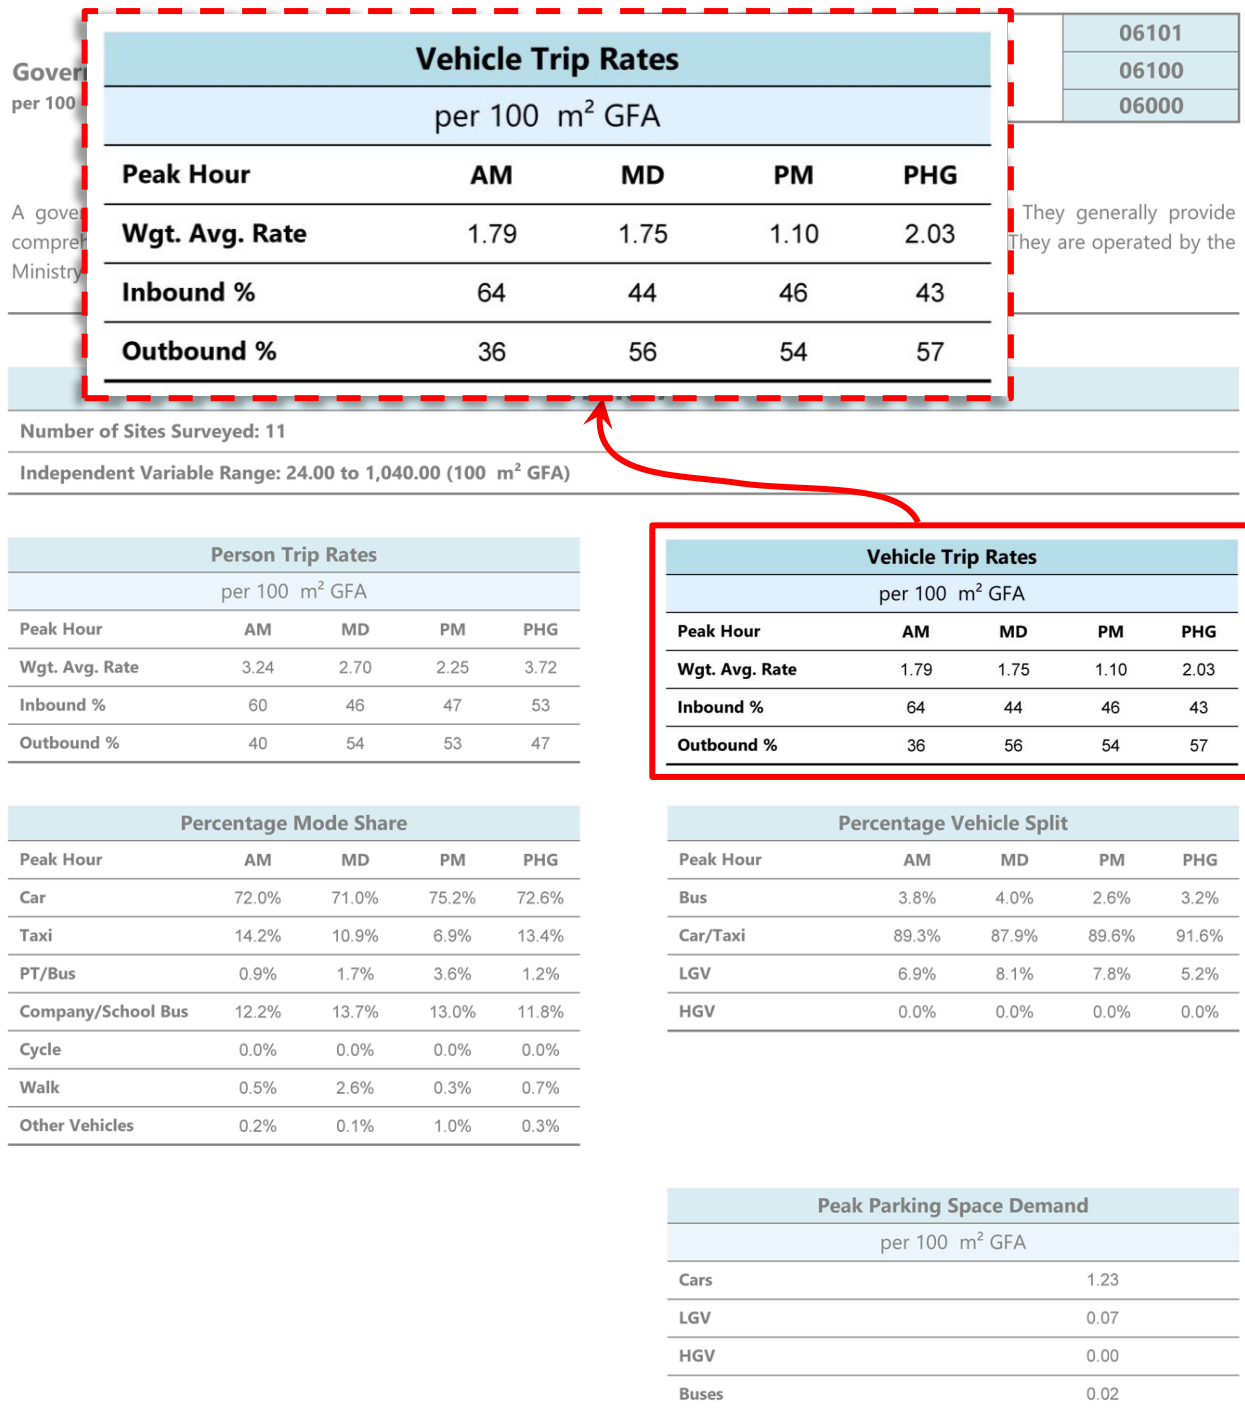 06101
06100
06000
Govern
per 100
Vehicle Trip Rates
per 100 m² GFA
Peak Hour AM MD PM PHG
Wgt. Avg. Rate 1.79 1.75 1.10 2.03
Inbound % 64 44 46 43
Outbound % 36 56 54 57
A gove They generally provide
compreh They are operated by the
Ministry
Number of Sites Surveyed: 11
Independent Variable Range: 24.00 to 1,040.00 (100 m² GFA)
Person Trip Rates
per 100 m² GFA
Peak Hour AM MD PM PHG
Wgt. Avg. Rate 3.24 2.70 2.25 3.72
Inbound % 60 46 47 53
Outbound % 40 54 53 47
Vehicle Trip Rates
per 100 m² GFA
Peak Hour AM MD PM PHG
Wgt. Avg. Rate 1.79 1.75 1.10 2.03
Inbound % 64 44 46 43
Outbound % 36 56 54 57
Percentage Mode Share
Peak Hour AM MD PM PHG
Car 72.0% 71.0% 75.2% 72.6%
Taxi 14.2% 10.9% 6.9% 13.4%
PT/Bus 0.9% 1.7% 3.6% 1.2%
Company/School Bus 12.2% 13.7% 13.0% 11.8%
Cycle 0.0% 0.0% 0.0% 0.0%
Walk 0.5% 2.6% 0.3% 0.7%
Other Vehicles 0.2% 0.1% 1.0% 0.3%
Percentage Vehicle Split
Peak Hour AM MD PM PHG
Bus 3.8% 4.0% 2.6% 3.2%
Car/Taxi 89.3% 87.9% 89.6% 91.6%
LGV 6.9% 8.1% 7.8% 5.2%
HGV 0.0% 0.0% 0.0% 0.0%
Peak Parking Space Demand
per 100 m² GFA
Cars 1.23
LGV 0.07
HGV 0.00
Buses 0.02